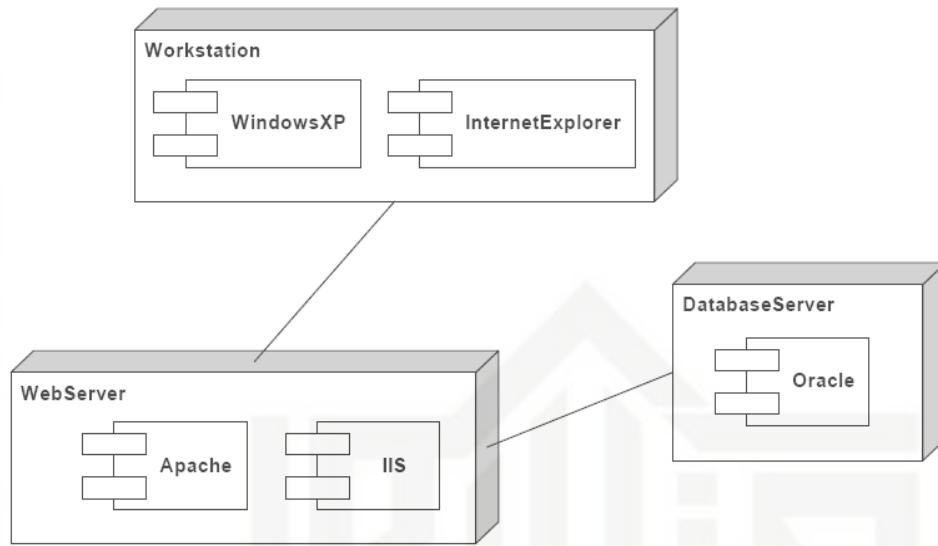 Workstation
WindowsXP
InternetExplorer
DatabaseServer
Oracle
WebServer
Apache
IIS